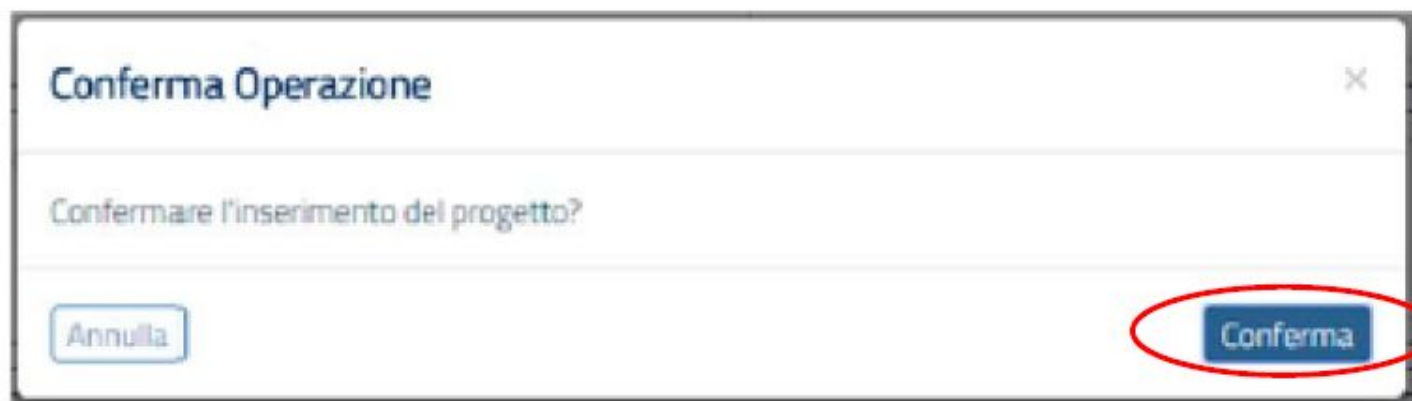 Conferma Operazione
Confermare l'inserimento del progetto?
Annulla
Conferma